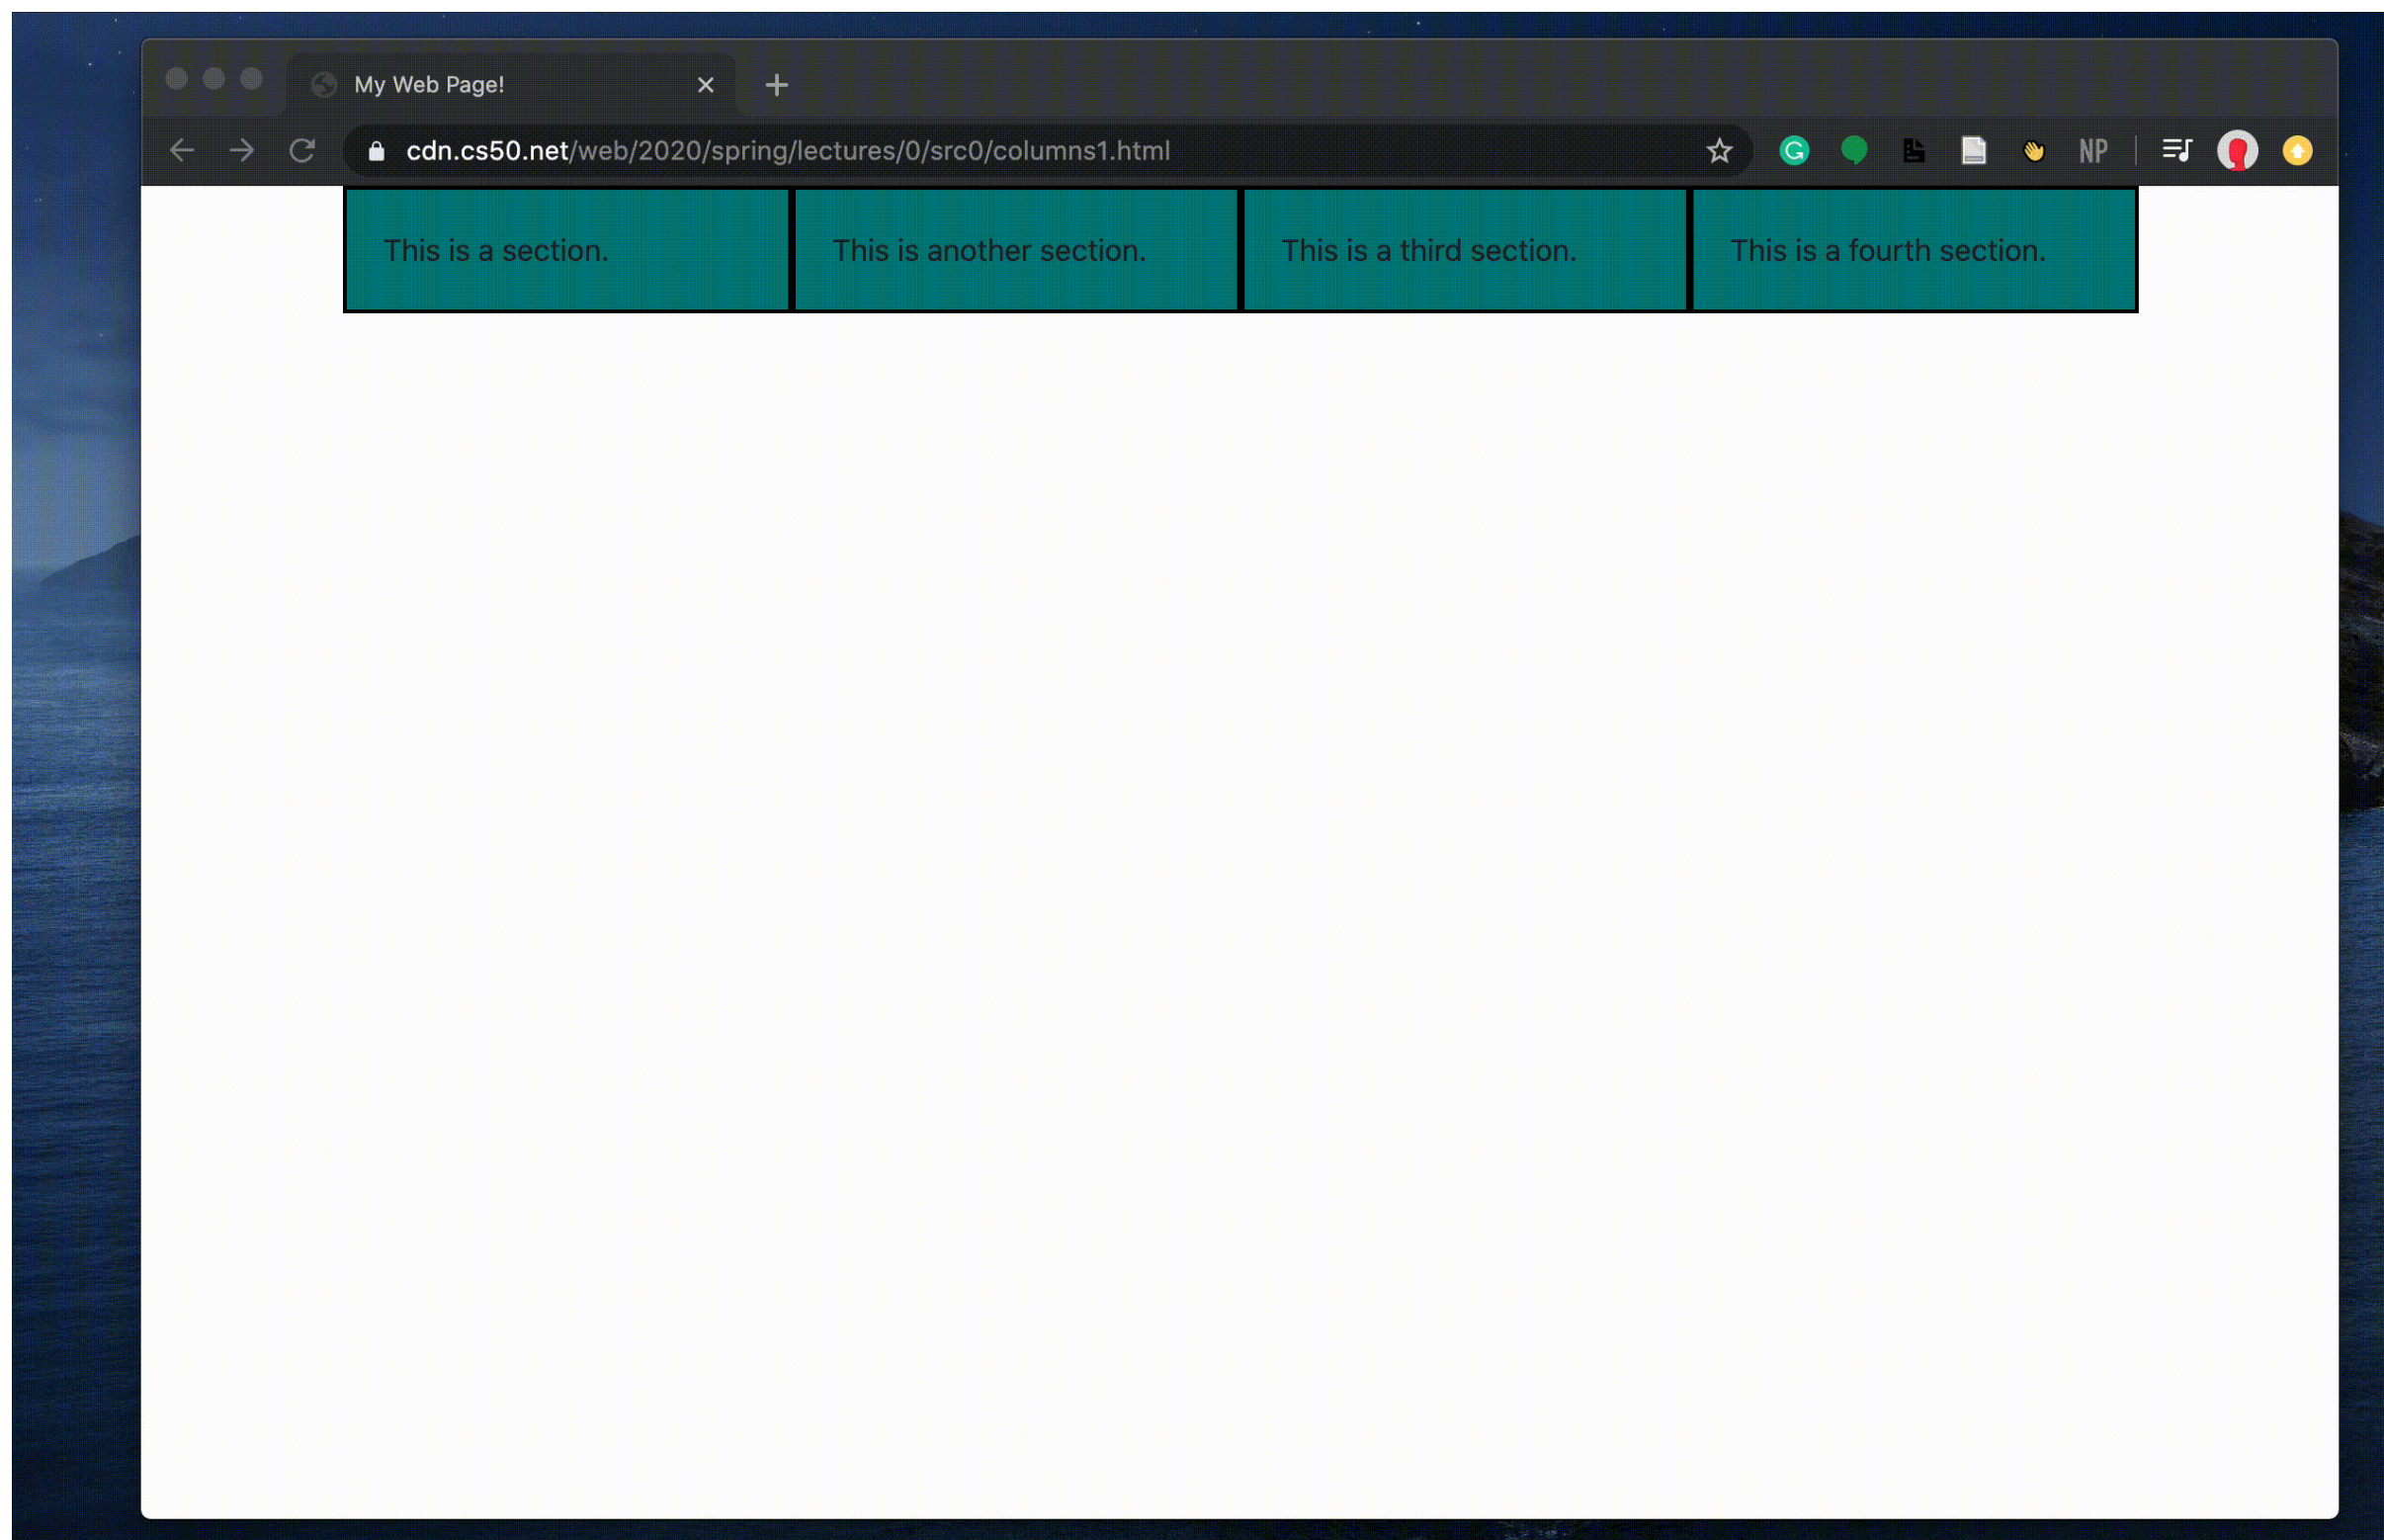 My Web Page!
cdn.cs50.net/web/2020/spring/lectures/0/src0/columns1.html
G
NP
This is a section.
This is another section.
This is a third section.
This is a fourth section.